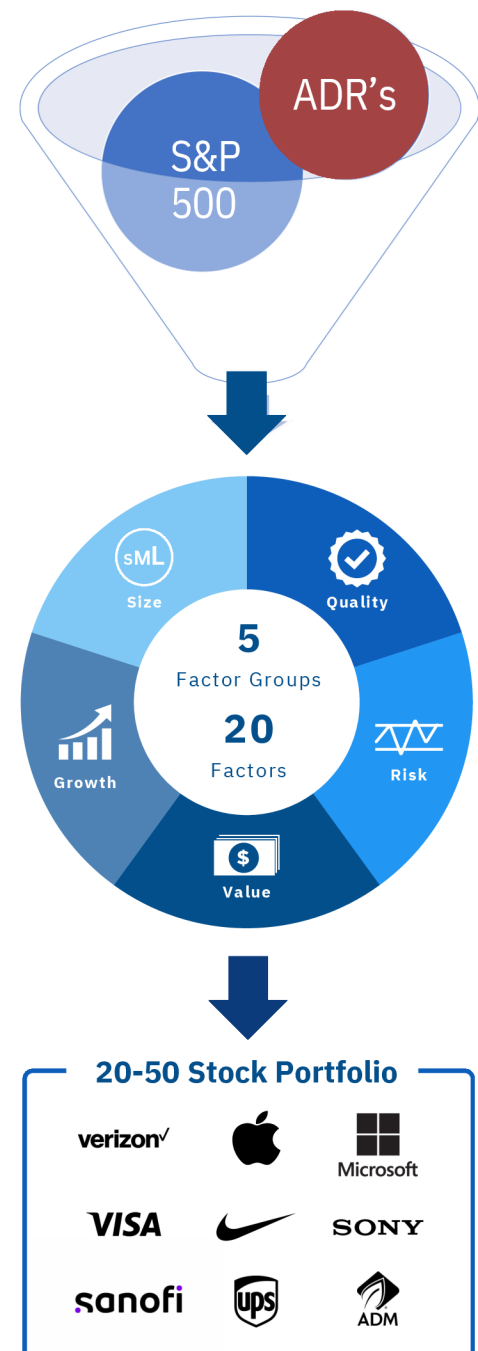 ADR's
S&P
500
sML
Size
Quality
5
Factor Groups
20
Factors
Growth
Risk
$
Value
20-50 Stock Portfolio
verizon✓
Microsoft
VISA
SONY
sanofi
ups
ADM